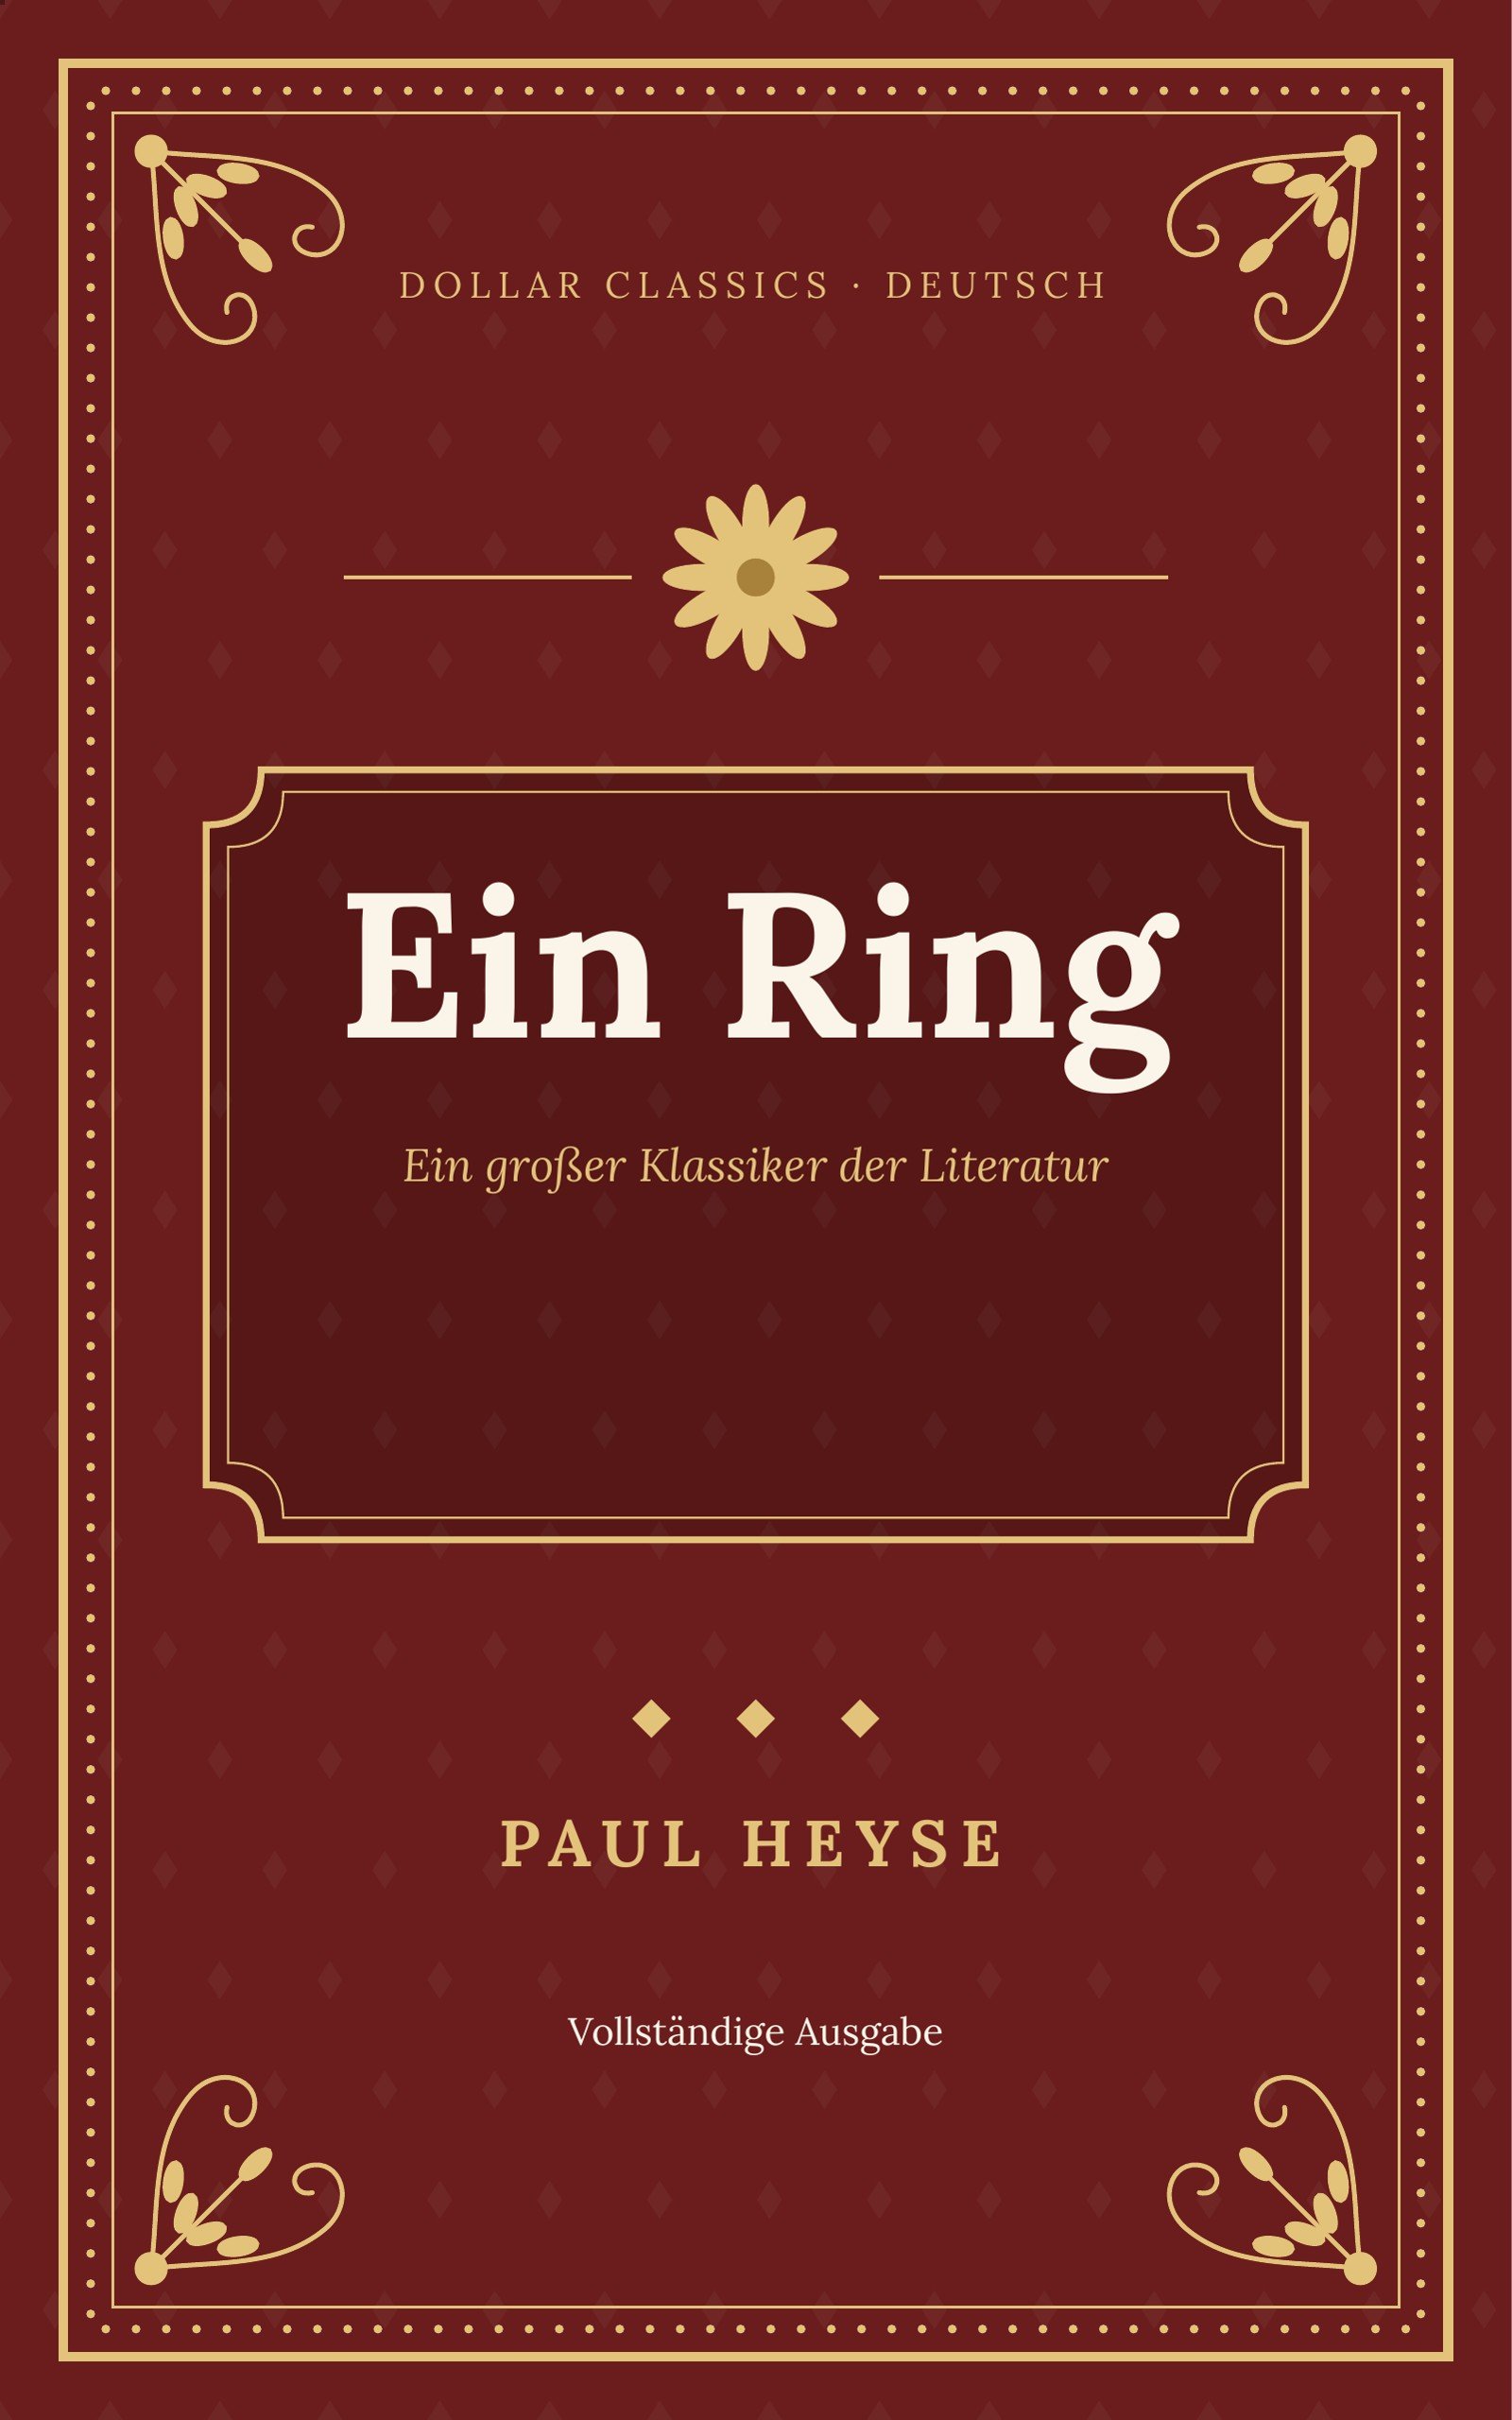 DOLLAR CLASSICS · DEUTSCH
Ein Ring
Ein großer Klassiker der Literatur
PAUL HEYSE
Vollständige Ausgabe